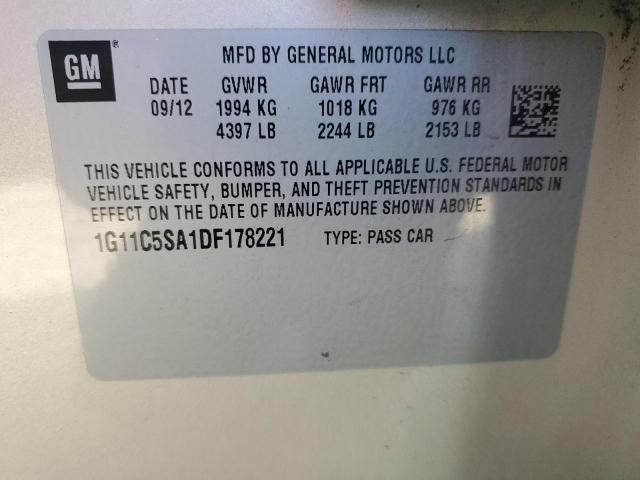 GM®
MFD BY GENERAL MOTORS LLC
DATE GVWR GAWR FRT GAWR RR
09/12 1994 KG 1018 KG 976 KG
4397 LB 2244 LB 2153 LB
THIS VEHICLE CONFORMS TO ALL APPLICABLE U.S. FEDERAL MOTOR
VEHICLE SAFETY, BUMPER, AND THEFT PREVENTION STANDARDS IN
EFFECT ON THE DATE OF MANUFACTURE SHOWN ABOVE.
1G11C5SA1DF178221 TYPE: PASS CAR